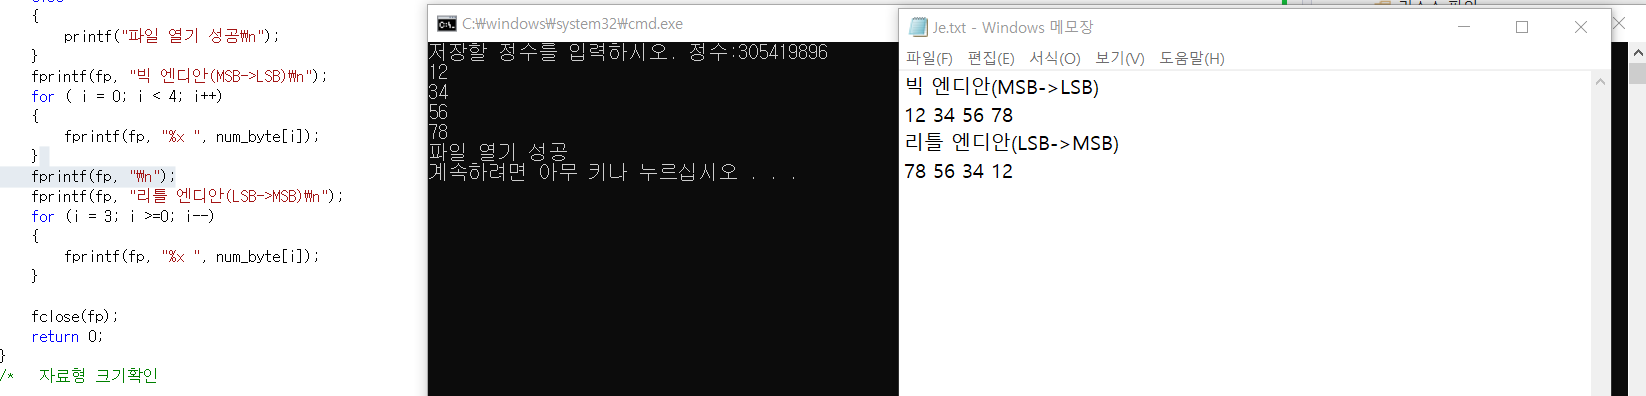 else
{
printf("파일 열기 성공₩n");
}
fprintf(fp, "빅 엔디안(MSB->LSB)₩n");
for ( i = 0; i < 4; i++)
{
fprintf(fp, "%x ", num_byte[i]);
}
fprintf(fp, "₩n");
fprintf(fp, "리틀 엔디안(LSB->MSB)₩n");
for (i = 3; i >=0; i--)
{
fprintf(fp, "%x ", num_byte[i]);
}
fclose(fp);
return 0;
}
/* 자료형 크기확인
C:₩windows₩system32₩cmd.exe
저장할 정수를 입력하시오. 정수:305419896
12
34
56
78
파일 열기 성공
계속하려면 아무 키나 누르십시오 . . .
Je.txt - Windows 메모장
파일(F) 편집(E) 서식(O) 보기(V) 도움말(H)
빅 엔디안(MSB->LSB)
12 34 56 78
리틀 엔디안(LSB->MSB)
78 56 34 12